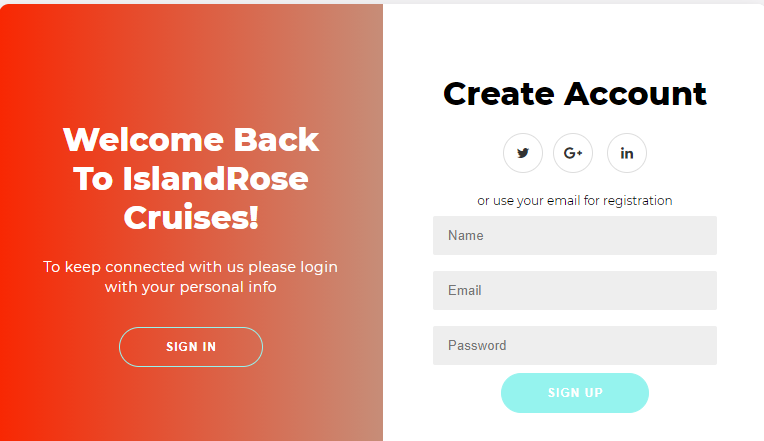 Welcome Back
To IslandRose
Cruises!
To keep connected with us please login
with your personal info
SIGN IN
Create Account
G+
in
or use your email for registration
Name
Email
Password
SIGN UP